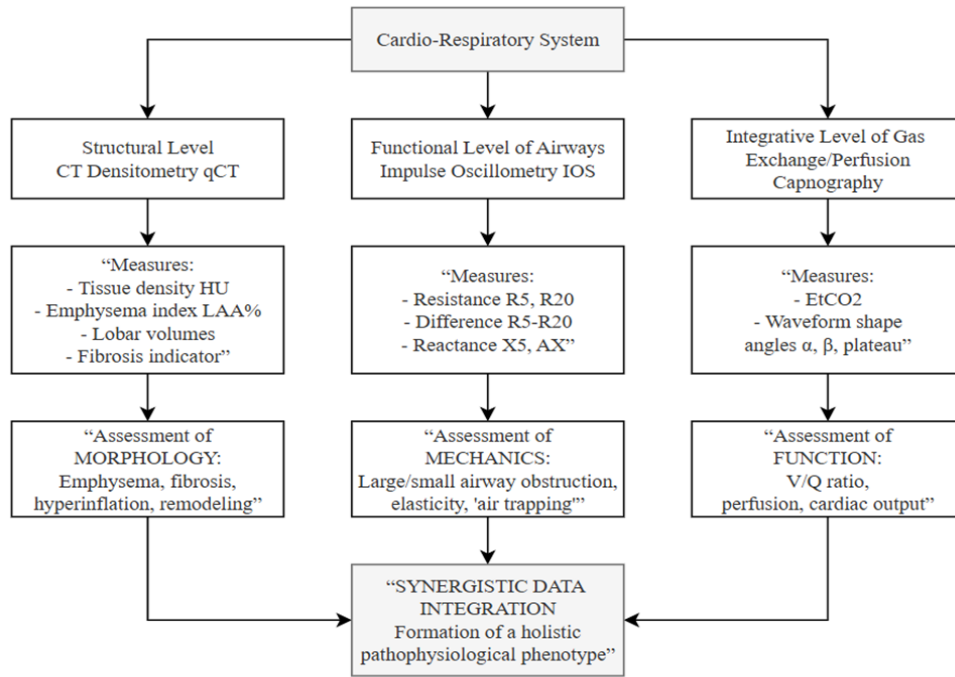 Cardio-Respiratory System
Structural Level
CT Densitometry qCT
Functional Level of Airways
Impulse Oscillometry IOS
Integrative Level of Gas
Exchange/Perfusion
Capnography
“Measures:
- Tissue density HU
- Emphysema index LAA%
- Lobar volumes
- Fibrosis indicator”
“Measures:
- Resistance R5, R20
- Difference R5-R20
- Reactance X5, AX”
“Measures:
- EtCO2
- Waveform shape
angles α, β, plateau”
“Assessment of
MORPHOLOGY:
Emphysema, fibrosis,
hyperinflation, remodeling”
“Assessment of
MECHANICS:
Large/small airway obstruction,
elasticity, 'air trapping'”
“Assessment of
FUNCTION:
V/Q ratio,
perfusion, cardiac output”
“SYNERGISTIC DATA
INTEGRATION
Formation of a holistic
pathophysiological phenotype”